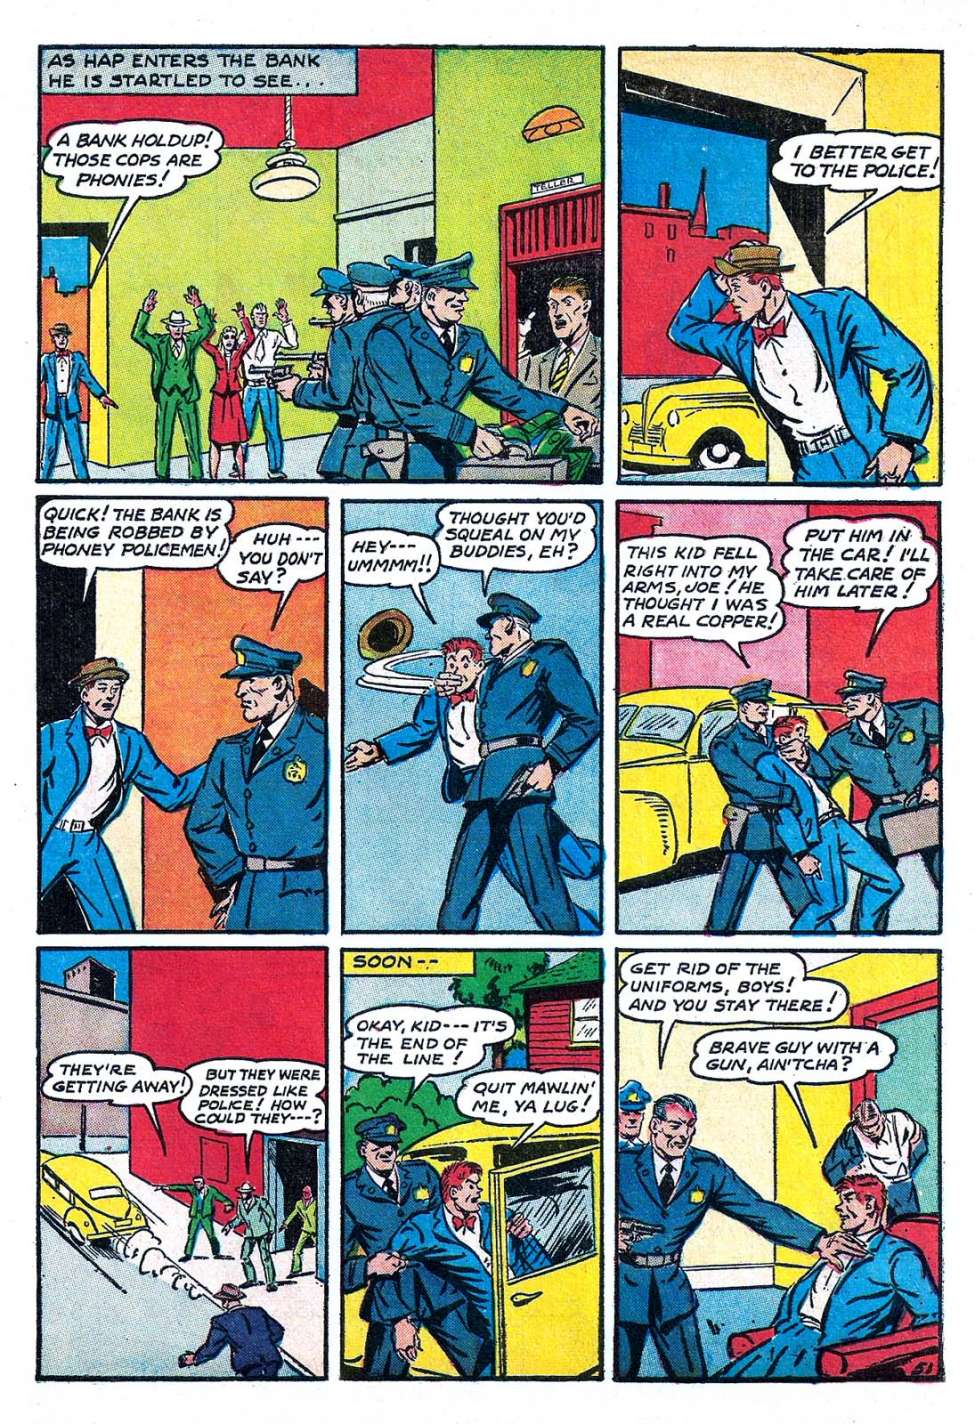 AS HAP ENTERS THE BANK
HE IS STARTLED TO SEE...
A BANK HOLDUP!
THOSE COPS ARE
PHONIES!
TELLER
I BETTER GET
TO THE POLICE!
QUICK! THE BANK IS
BEING ROBBED BY
PHONEY POLICEMEN!
HUH---
YOU DON'T
SAY?
HEY---
UMMMM!!
THOUGHT YOU'D
SQUEAL ON MY
BUDDIES, EH?
THIS KID FELL
RIGHT INTO MY
ARMS, JOE! HE
THOUGHT I WAS
A REAL COPPER!
PUT HIM IN
THE CAR! I'LL
TAKE CARE OF
HIM LATER!
THEY'RE
GETTING AWAY!
BUT THEY WERE
DRESSED LIKE
POLICE! HOW
COULD THEY---?
SOON--
OKAY, KID---IT'S
THE END OF
THE LINE!
QUIT MAWLIN'
ME, YA LUG!
GET RID OF THE
UNIFORMS, BOYS!
AND YOU STAY THERE!
BRAVE GUY WITH A
GUN, AIN'TCHA?
51